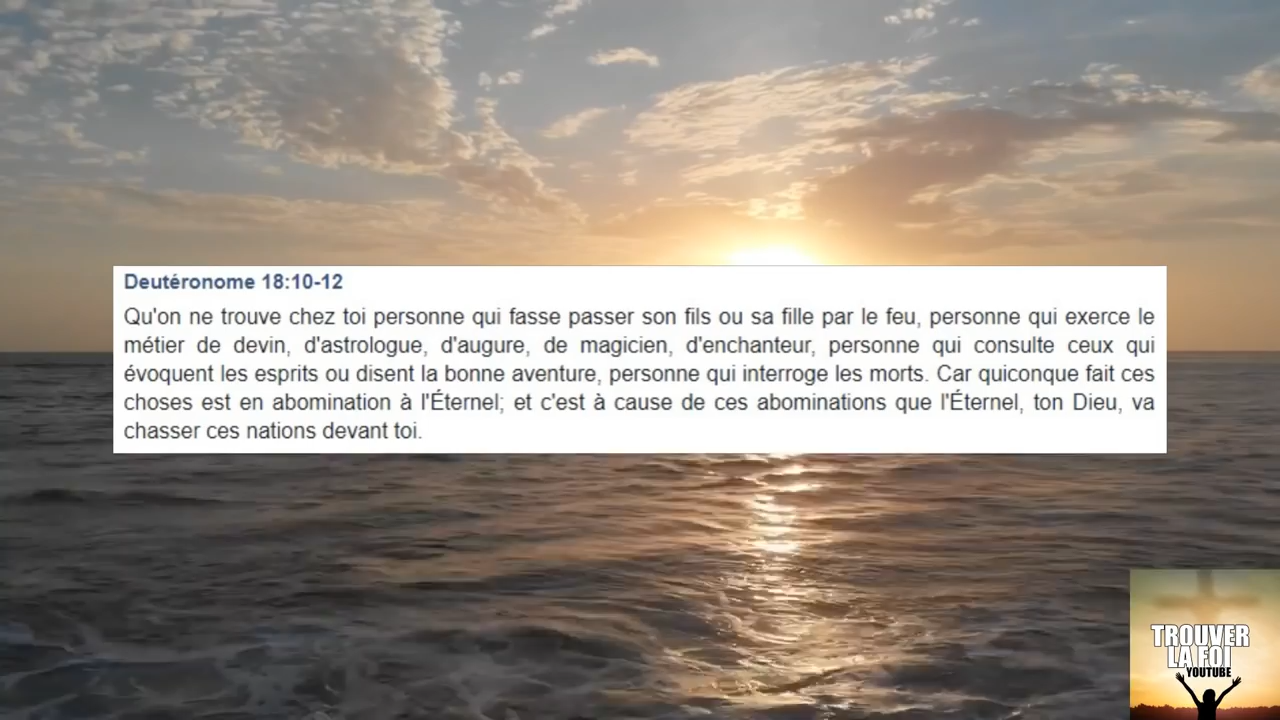 Deutéronome 18:10-12
Qu'on ne trouve chez toi personne qui fasse passer son fils ou sa fille par le feu, personne qui exerce le
métier de devin, d'astrologue, d'augure, de magicien, d'enchanteur, personne qui consulte ceux qui
évoquent les esprits ou disent la bonne aventure, personne qui interroge les morts. Car quiconque fait ces
choses est en abomination à l'Éternel; et c'est à cause de ces abominations que l'Éternel, ton Dieu, va
chasser ces nations devant toi.
TROUVER
LA FOI
YOUTUBE